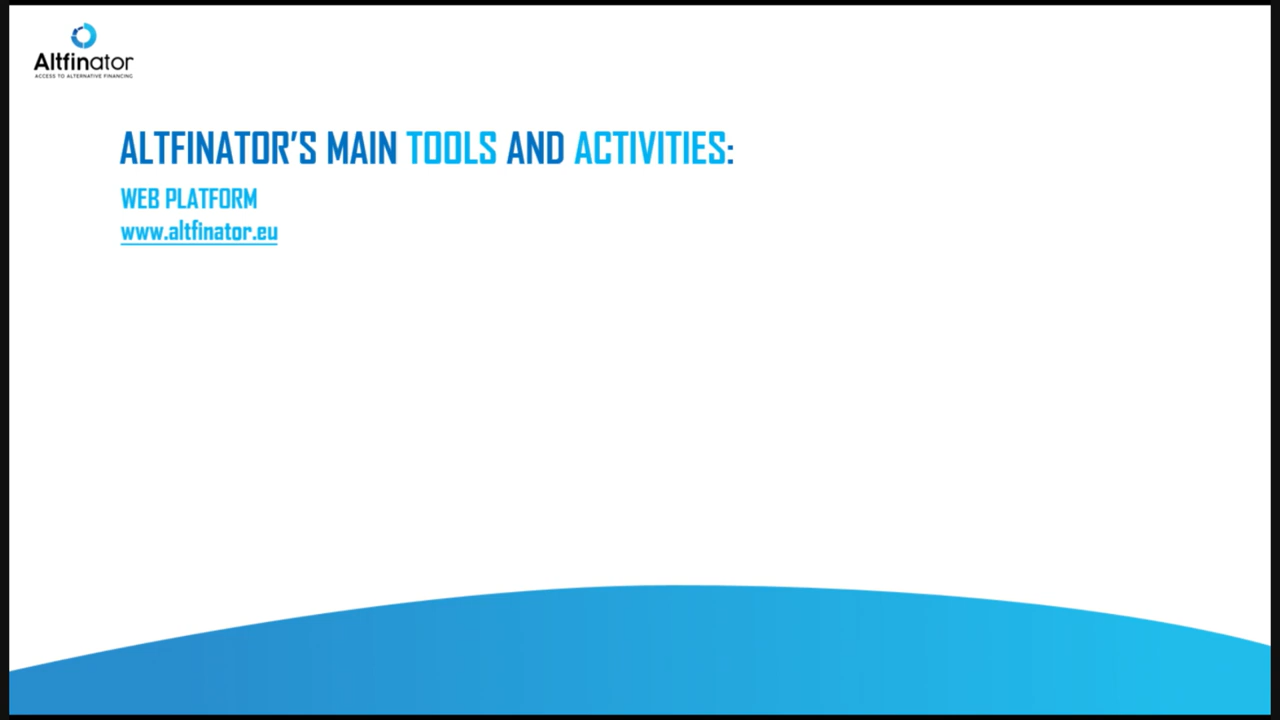 Altfinator
ACCESS TO ALTERNATIVE FINANCING
ALTFINATOR'S MAIN TOOLS AND ACTIVITIES:
WEB PLATFORM
www.altfinator.eu